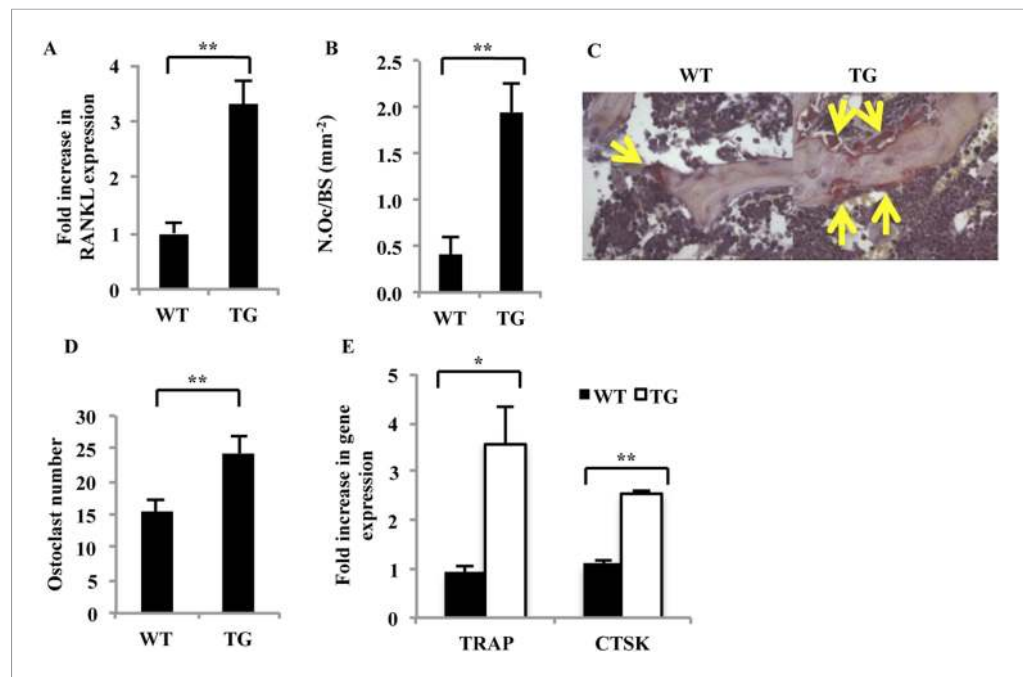 A
**
Fold increase in
RANKL expression
4
3
2
1
0
WT TG
B
**
N.Oc/BS (mm-2)
2.5
2.0
1.5
1.0
0.5
0.0
WT TG
C
WT TG
D
**
Ostoclast number
30
25
20
15
10
5
0
WT TG
E
*
WT TG
**
Fold increase in gene
expression
5
4
3
2
1
0
TRAP CTSK